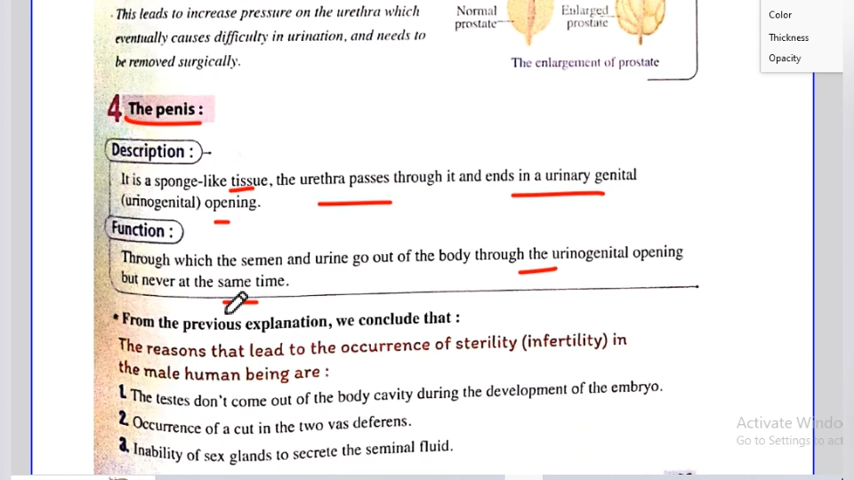 This leads to increase pressure on the urethra which
eventually causes difficulty in urination, and needs to
be removed surgically.
Normal
prostate
Enlarged
prostate
The enlargement of prostate
Color
Thickness
Opacity
4 The penis :
Description :
It is a sponge-like tissue, the urethra passes through it and ends in a urinary genital
(urinogenital) opening.
Function :
Through which the semen and urine go out of the body through the urinogenital opening
but never at the same time.
• From the previous explanation, we conclude that :
The reasons that lead to the occurrence of sterility (infertility) in
the male human being are :
1. The testes don't come out of the body cavity during the development of the embryo.
2. Occurrence of a cut in the two vas deferens.
3. Inability of sex glands to secrete the seminal fluid.
Activate Windo
Go to Settings to act